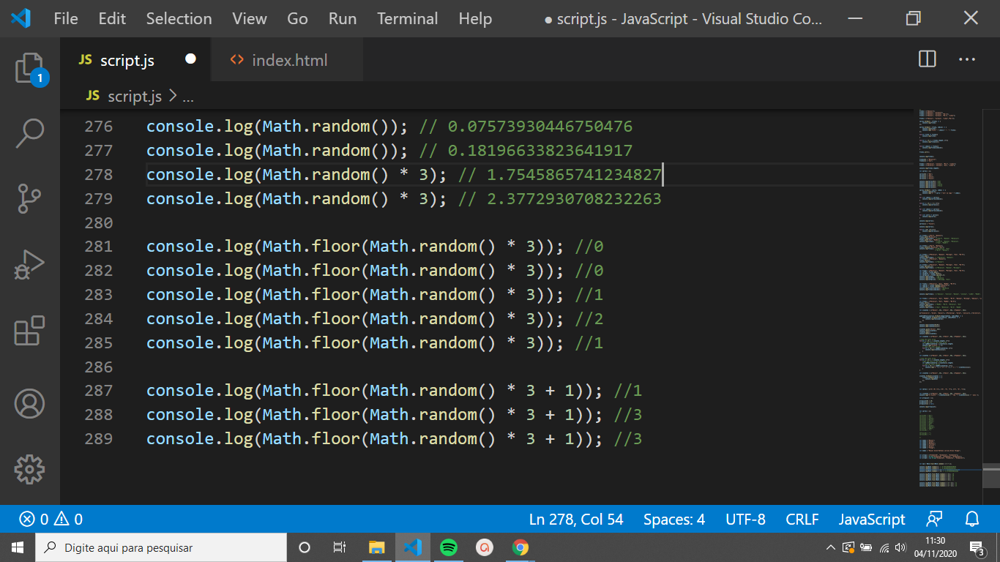 File Edit Selection View Go Run Terminal Help ● script.js - JavaScript - Visual Studio Co...
JS script.js ● <> index.html ...
1
JS script.js > ...
276 console.log(Math.random()); // 0.07573930446750476
277 console.log(Math.random()); // 0.18196633823641917
278 console.log(Math.random() * 3); // 1.7545865741234827
279 console.log(Math.random() * 3); // 2.3772930708232263
280
281 console.log(Math.floor(Math.random() * 3)); //0
282 console.log(Math.floor(Math.random() * 3)); //0
283 console.log(Math.floor(Math.random() * 3)); //1
284 console.log(Math.floor(Math.random() * 3)); //2
285 console.log(Math.floor(Math.random() * 3)); //1
286
287 console.log(Math.floor(Math.random() * 3 + 1)); //1
288 console.log(Math.floor(Math.random() * 3 + 1)); //3
289 console.log(Math.floor(Math.random() * 3 + 1)); //3
0 0 Ln 278, Col 54 Spaces: 4 UTF-8 CRLF JavaScript
Digite aqui para pesquisar
11:30
04/11/2020
3